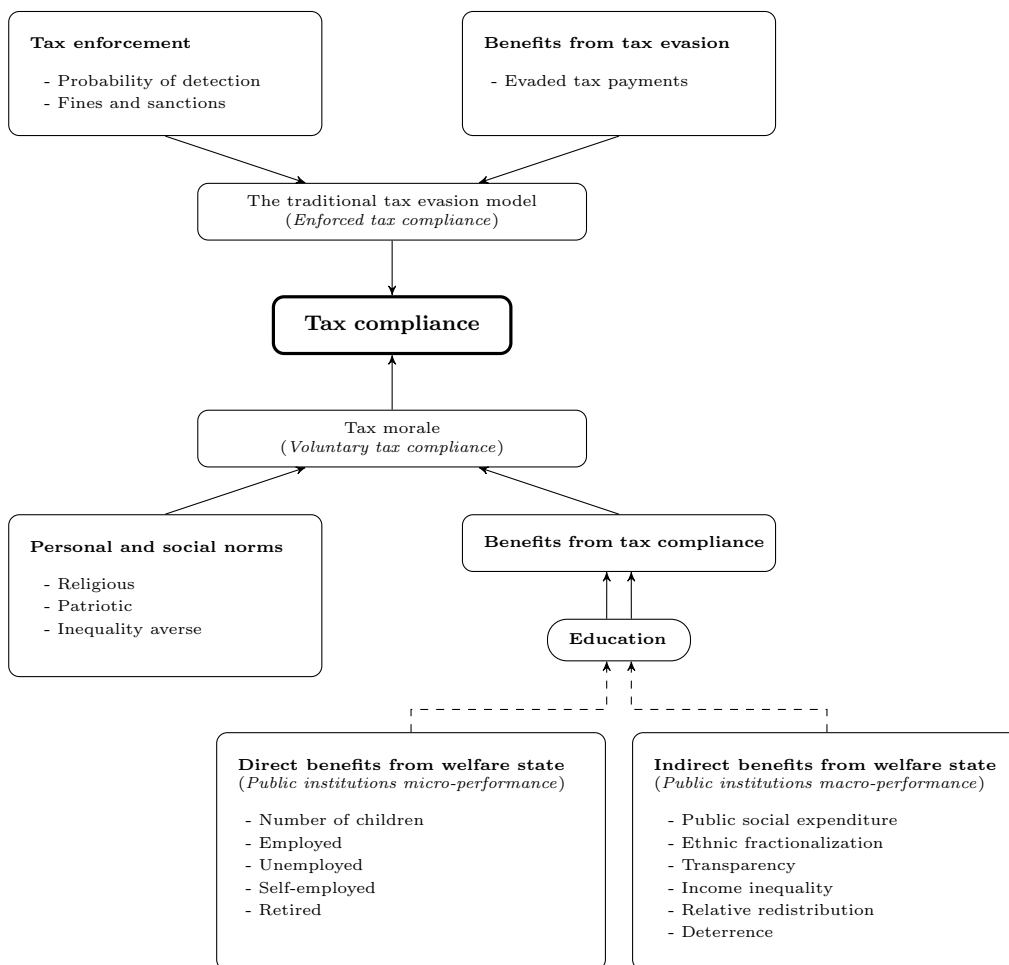 Tax enforcement
- Probability of detection
- Fines and sanctions
Benefits from tax evasion
- Evaded tax payments
The traditional tax evasion model
(Enforced tax compliance)
Tax compliance
Tax morale
(Voluntary tax compliance)
Personal and social norms
- Religious
- Patriotic
- Inequality averse
Benefits from tax compliance
Education
Direct benefits from welfare state
(Public institutions micro-performance)
- Number of children
- Employed
- Unemployed
- Self-employed
- Retired
Indirect benefits from welfare state
(Public institutions macro-performance)
- Public social expenditure
- Ethnic fractionalization
- Transparency
- Income inequality
- Relative redistribution
- Deterrence